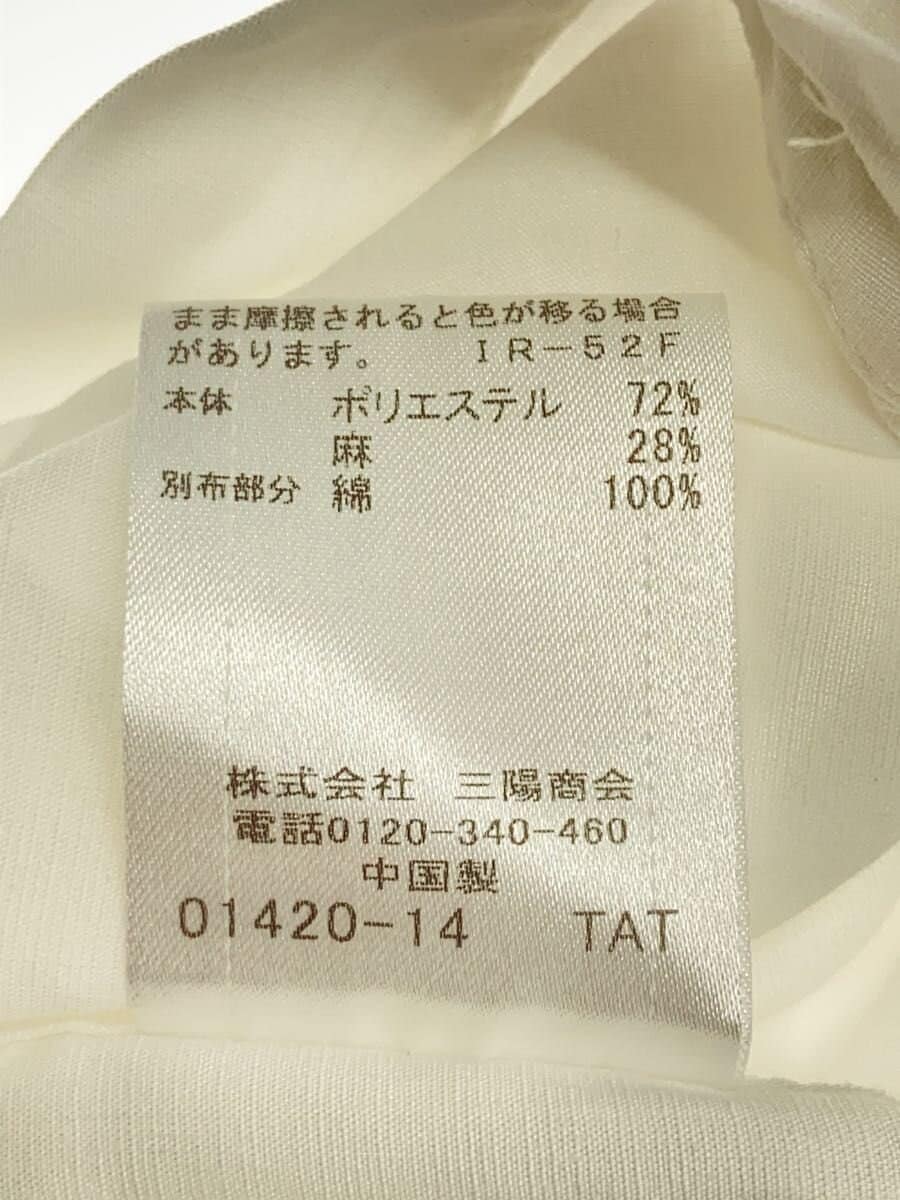 まま摩擦されると色が移る場合
があります。 ＩＲ－５２Ｆ
本体 ポリエステル 72%
麻 28%
別布部分 綿 100%
株式会社 三陽商会
電話0120-340-460
中国製
01420-14 TAT